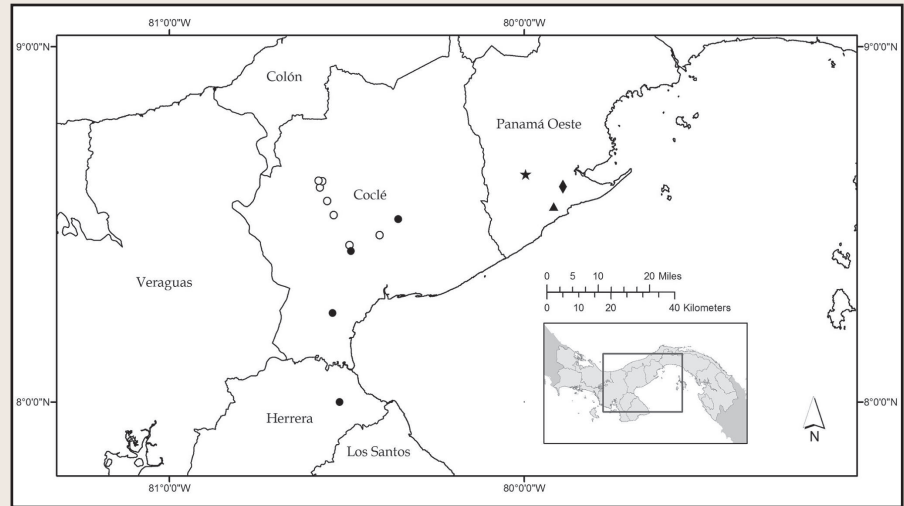 81°0'0"W 80°0'0"W
9°0'0"N 9°0'0"N
Colón
Panamá Oeste
Coclé
Veraguas
0 5 10 20 Miles
0 10 20 40 Kilometers
8°0'0"N 8°0'0"N
Herrera
Los Santos
N
81°0'0"W 80°0'0"W